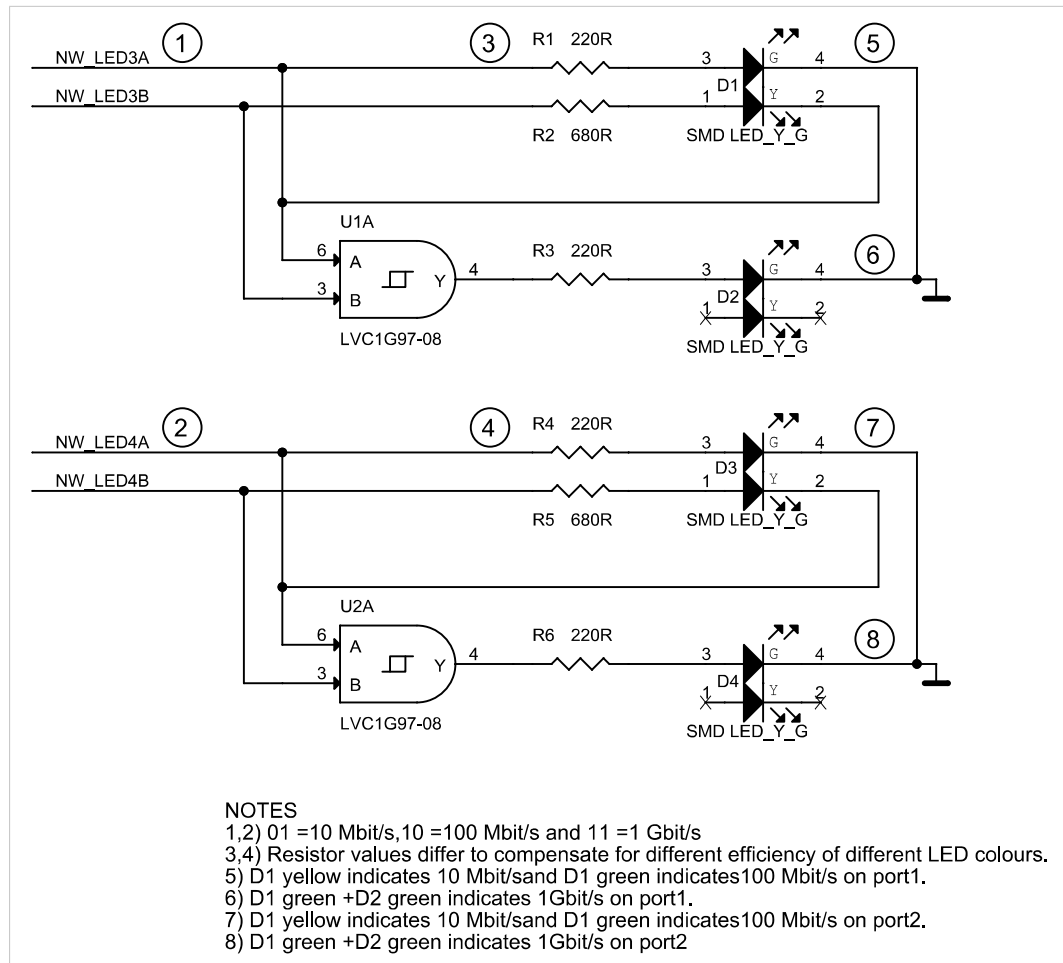 1
3
R1 220R
5
NW_LED3A
3
G
4
D1
NW_LED3B
1
Y
2
R2 680R
SMD LED_Y_G
U1A
6
A
Y
4
3
B
LVC1G97-08
R3 220R
6
3
G
4
D2
1
Y
2
SMD LED_Y_G
2
4
R4 220R
7
NW_LED4A
3
G
4
D3
NW_LED4B
1
Y
2
R5 680R
SMD LED_Y_G
U2A
6
A
Y
4
3
B
LVC1G97-08
R6 220R
8
3
G
4
D4
1
Y
2
SMD LED_Y_G
NOTES
1,2) 01 =10 Mbit/s,10 =100 Mbit/s and 11 =1 Gbit/s
3,4) Resistor values differ to compensate for different efficiency of different LED colours.
5) D1 yellow indicates 10 Mbit/sand D1 green indicates100 Mbit/s on port1.
6) D1 green +D2 green indicates 1Gbit/s on port1.
7) D1 yellow indicates 10 Mbit/sand D1 green indicates100 Mbit/s on port2.
8) D1 green +D2 green indicates 1Gbit/s on port2